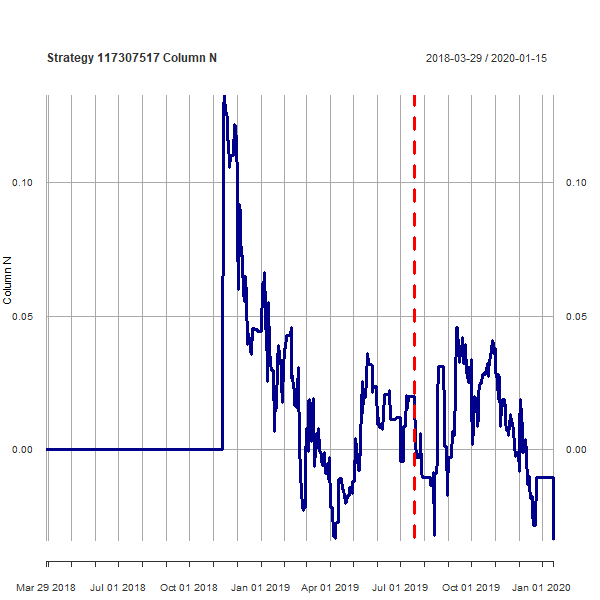 Strategy 117307517 Column N
2018-03-29 / 2020-01-15
Column N
0.10
0.10
0.05
0.05
0.00
0.00
Mar 29 2018
Jul 01 2018
Oct 01 2018
Jan 01 2019
Apr 01 2019
Jul 01 2019
Oct 01 2019
Jan 01 2020